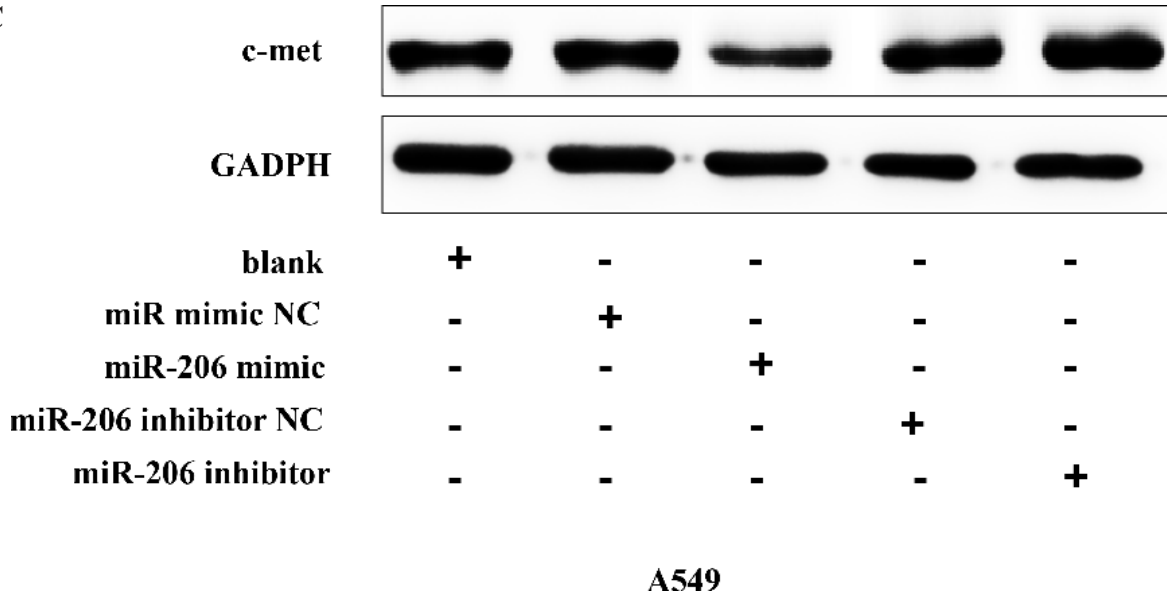 c-met
GADPH
blank + - - - -
miR mimic NC - + - - -
miR-206 mimic - - + - -
miR-206 inhibitor NC - - - + -
miR-206 inhibitor - - - - +
A549